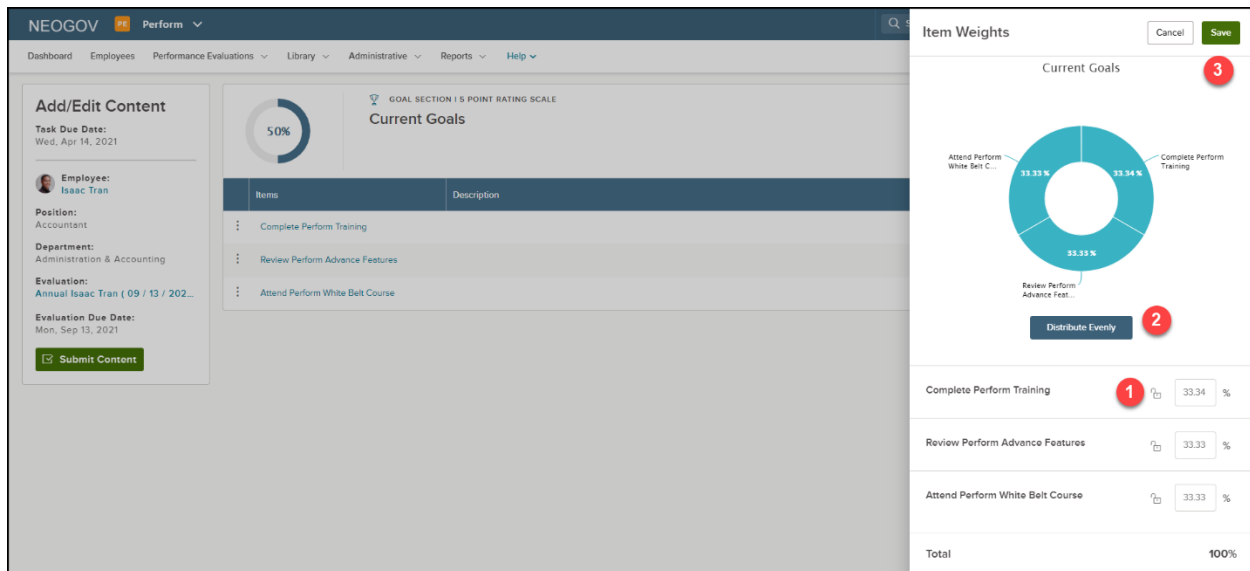 NEOGOV PE Perform
Dashboard Employees Performance Evaluations Library Administrative Reports Help
Add/Edit Content
Task Due Date:
Wed, Apr 14, 2021
Employee:
Isaac Tran
Position:
Accountant
Department:
Administration & Accounting
Evaluation:
Annual Isaac Tran ( 09 / 13 / 202...
Evaluation Due Date:
Mon, Sep 13, 2021
Submit Content
50%
GOAL SECTION | 5 POINT RATING SCALE
Current Goals
Items Description
Complete Perform Training
Review Perform Advance Features
Attend Perform White Belt Course
Item Weights Cancel Save
3
Current Goals
Attend Perform
White Belt C...
Complete Perform
Training
33.33 % 33.34 %
33.33 %
Review Perform
Advance Feat...
Distribute Evenly 2
Complete Perform Training 1 33.34 %
Review Perform Advance Features 33.33 %
Attend Perform White Belt Course 33.33 %
Total 100%